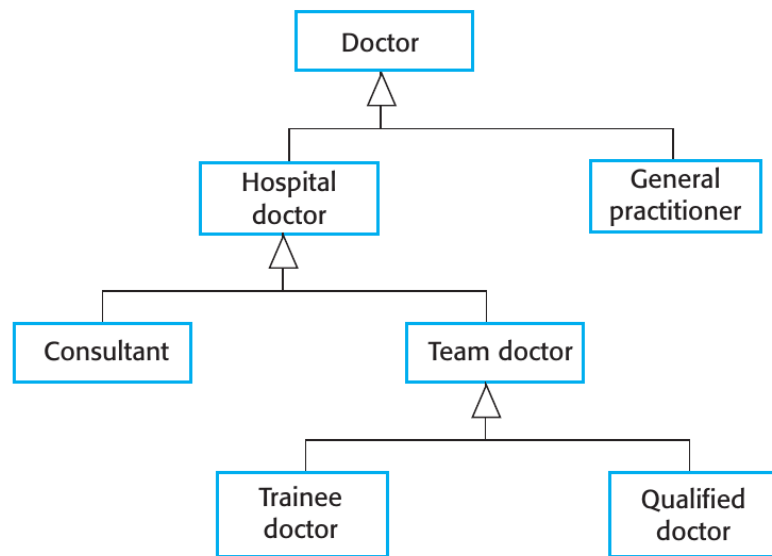 Doctor
Hospital
doctor
General
practitioner
Consultant
Team doctor
Trainee
doctor
Qualified
doctor